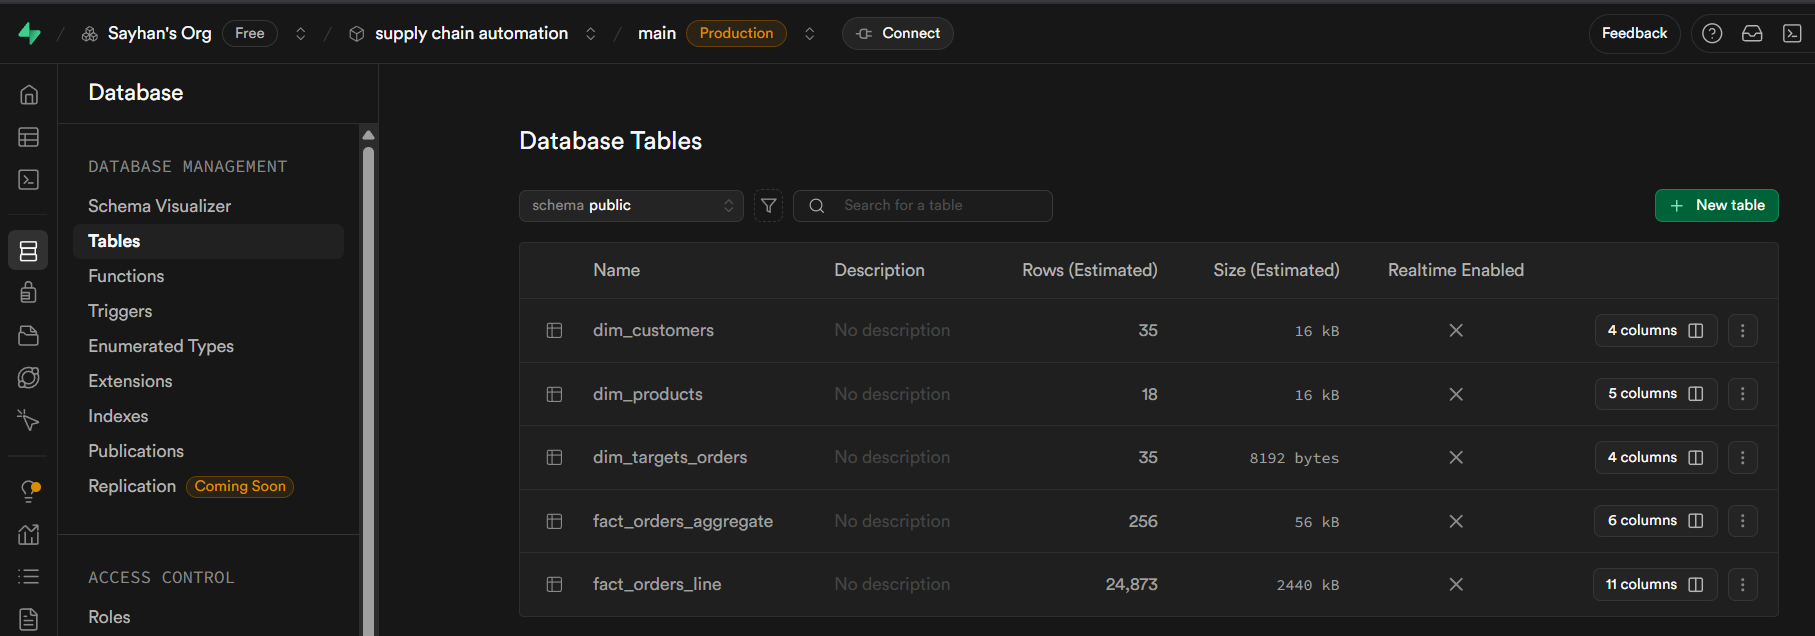 Sayhan's Org Free / supply chain automation / main Production Connect Feedback
Database
DATABASE MANAGEMENT
Schema Visualizer
Tables
Functions
Triggers
Enumerated Types
Extensions
Indexes
Publications
Replication Coming Soon
ACCESS CONTROL
Roles
Database Tables
schema public Search for a table New table
Name Description Rows (Estimated) Size (Estimated) Realtime Enabled
dim_customers No description 35 16 kB 4 columns
dim_products No description 18 16 kB 5 columns
dim_targets_orders No description 35 8192 bytes 4 columns
fact_orders_aggregate No description 256 56 kB 6 columns
fact_orders_line No description 24,873 2440 kB 11 columns